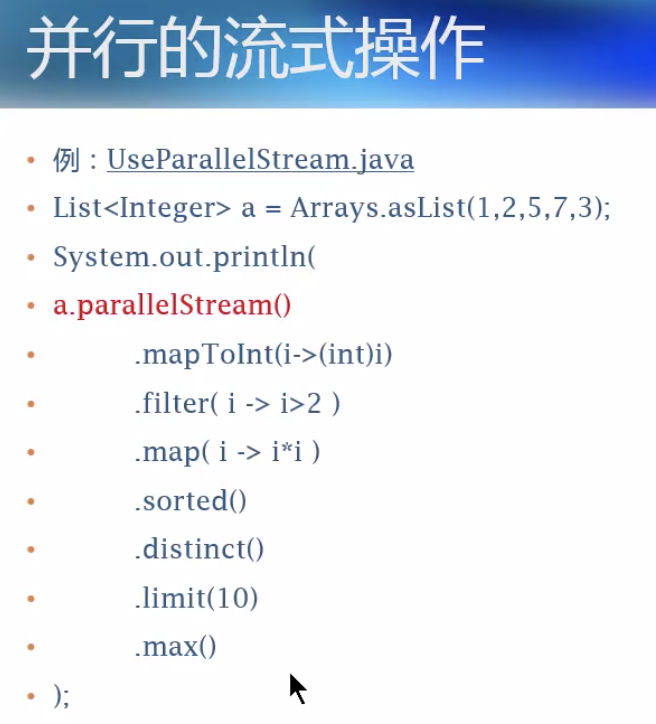 并行的流式操作
• 例：UseParallelStream.java
• List<Integer> a = Arrays.asList(1,2,5,7,3);
• System.out.println(
• a.parallelStream()
• .mapToInt(i->(int)i)
• .filter( i -> i>2 )
• .map( i -> i*i )
• .sorted()
• .distinct()
• .limit(10)
• .max()
• );